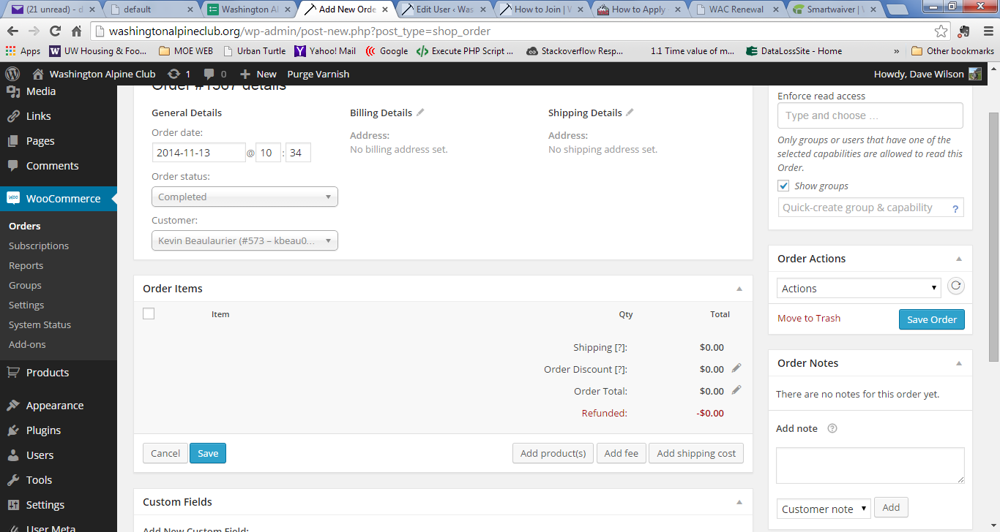 (21 unread) - d
default
Washington Al
Add New Orde
Edit User ‹ Was
How to Join | W
How to Apply
WAC Renewal
Smartwaiver | W
washingtonalpineclub.org/wp-admin/post-new.php?post_type=shop_order
Apps UW Housing & Foo... MOE WEB Urban Turtle Yahoo! Mail Google Execute PHP Script ... Stackoverflow Resp... 1.1 Time value of m... DataLossSite - Home » Other bookmarks
Washington Alpine Club 1 0 New Purge Varnish Howdy, Dave Wilson
Media
Links
Pages
Comments
WooCommerce
Orders
Subscriptions
Reports
Groups
Settings
System Status
Add-ons
Products
Appearance
Plugins
Users
Tools
Settings
User Meta
Order #1567 details
General Details
Order date:
2014-11-13 @ 10 : 34
Order status:
Completed
Customer:
Kevin Beaulaurier (#573 – kbeau0...
Billing Details
Address:
No billing address set.
Shipping Details
Address:
No shipping address set.
Order Items
Item Qty Total
Shipping [?]: $0.00
Order Discount [?]: $0.00
Order Total: $0.00
Refunded: -$0.00
Cancel Save Add product(s) Add fee Add shipping cost
Custom Fields
Add New Custom Field:
Enforce read access
Type and choose ...
Only groups or users that have one of the
selected capabilities are allowed to read this
Order.
Show groups
Quick-create group & capability ?
Order Actions
Actions
Move to Trash Save Order
Order Notes
There are no notes for this order yet.
Add note ?
Customer note Add